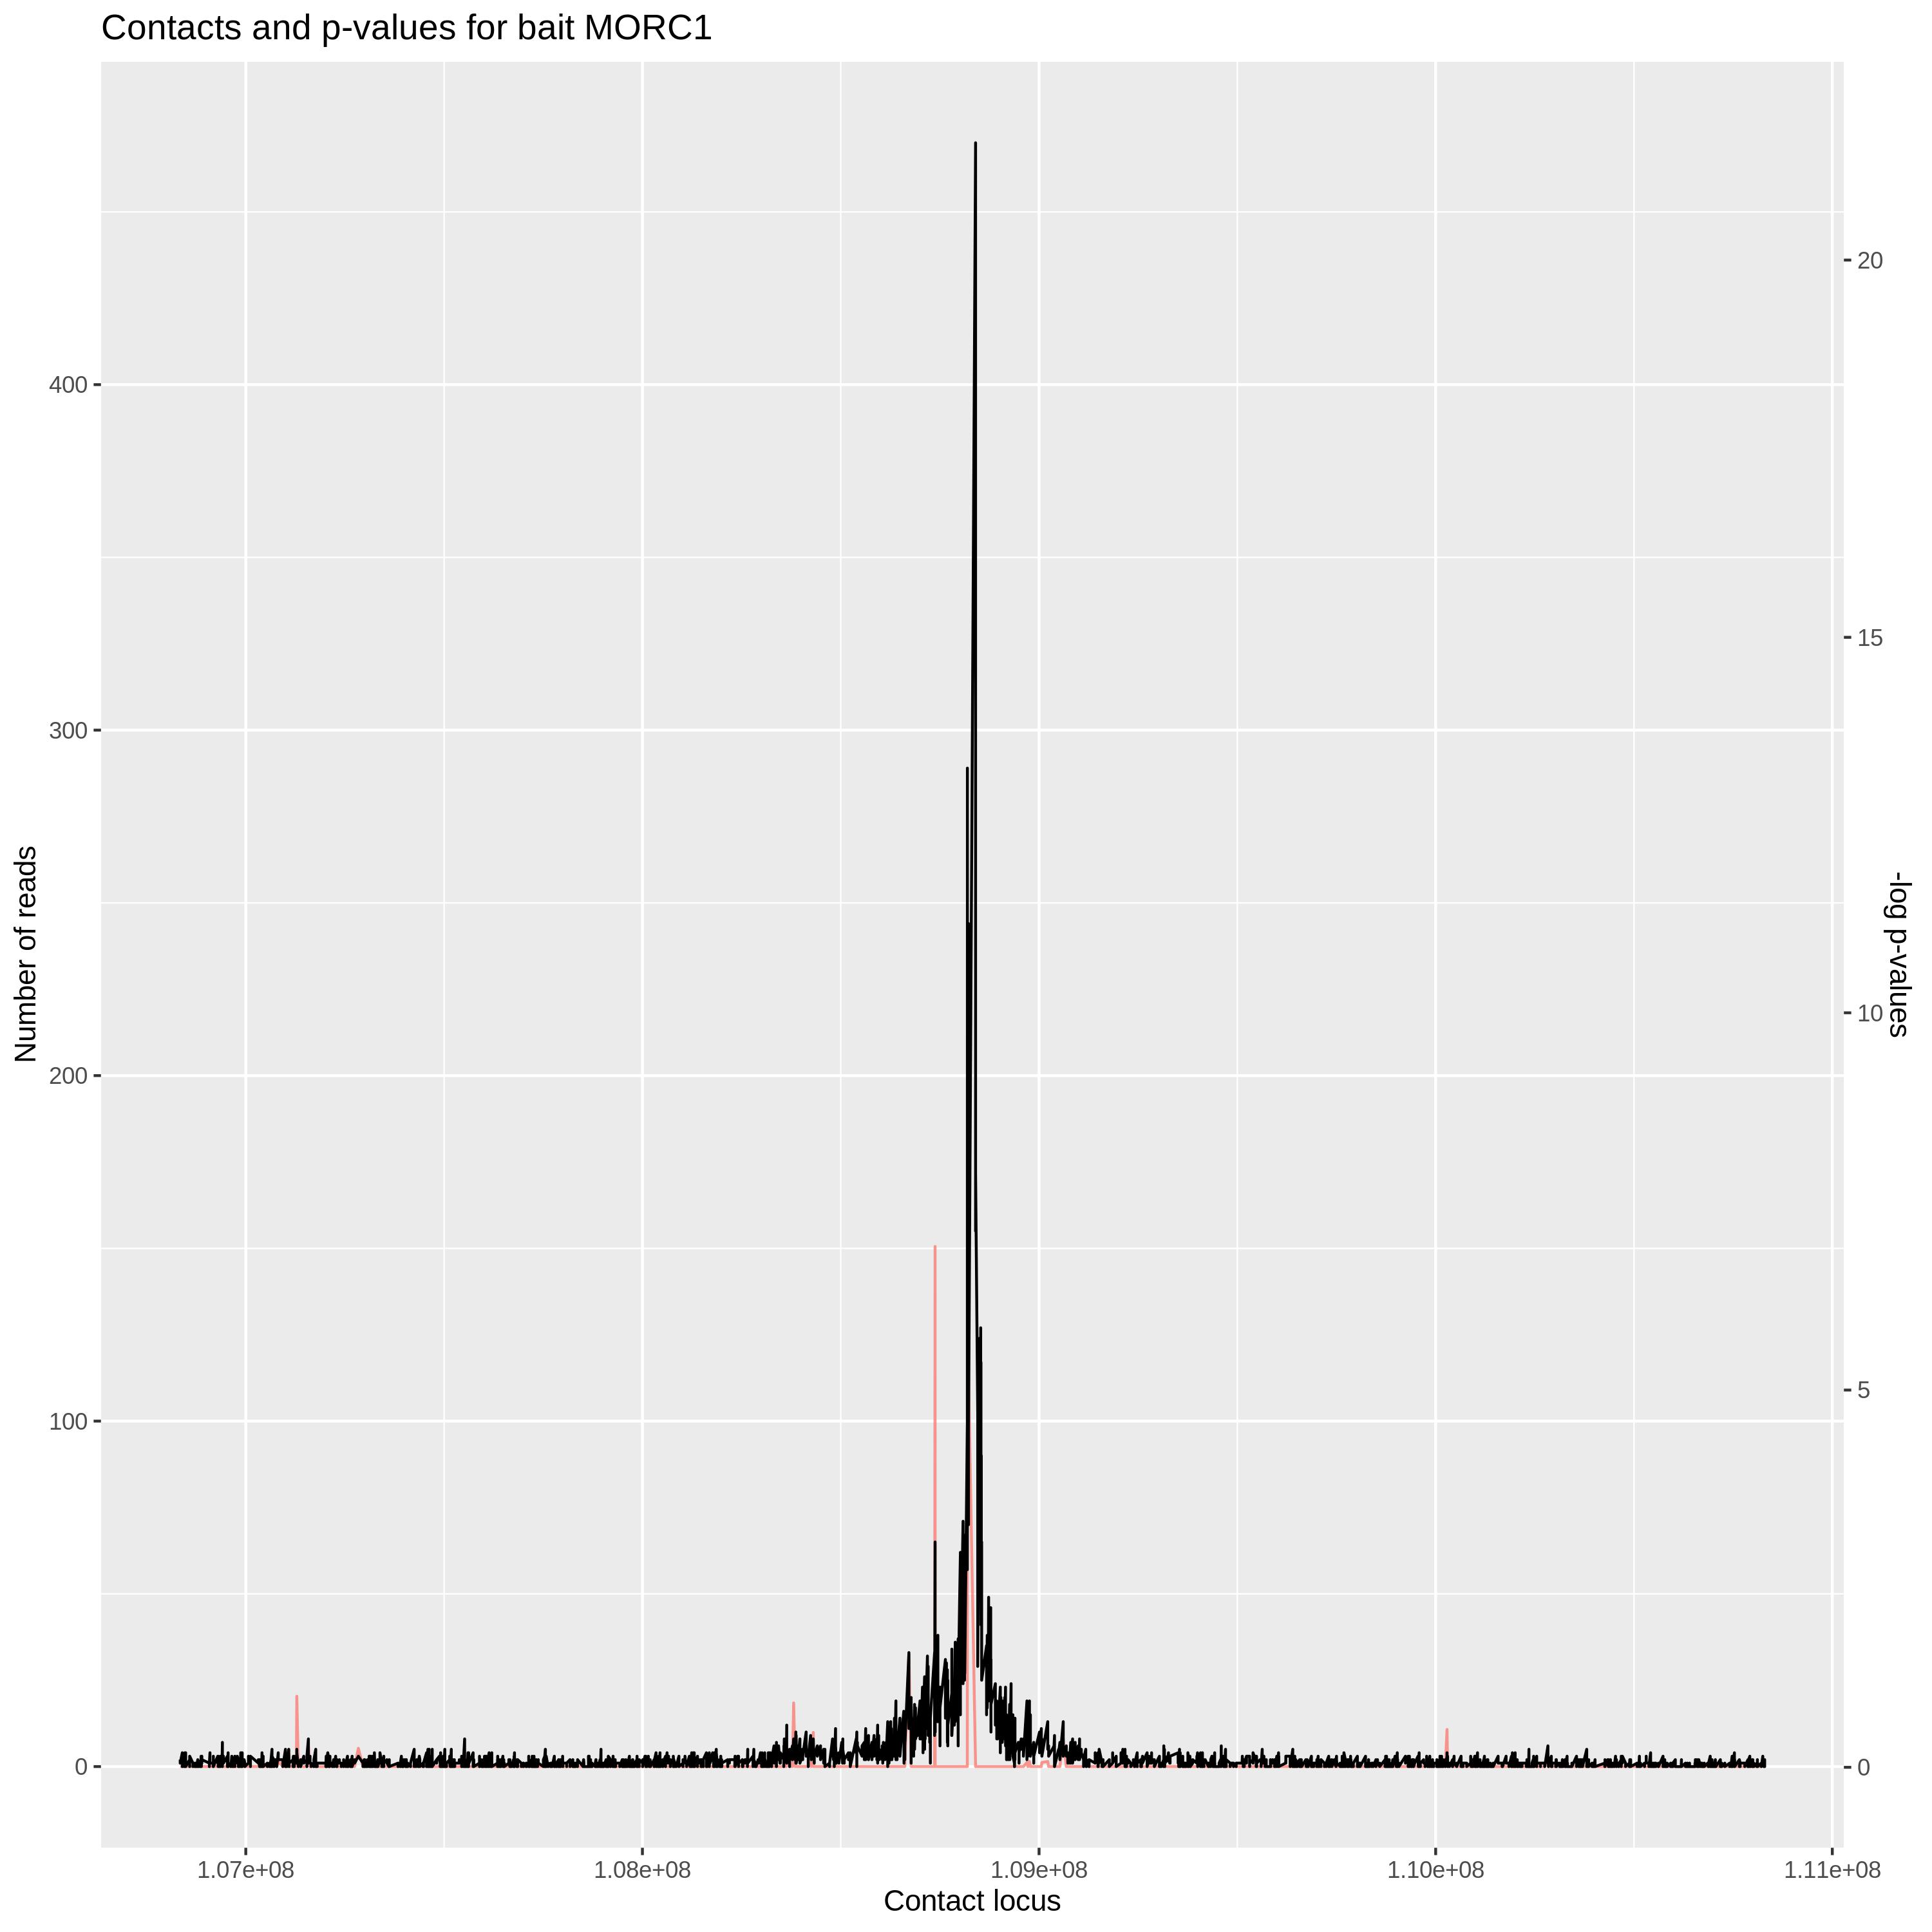 Contacts and p-values for bait MORC1
Number of reads
400
300
200
100
0
20
15
10
5
0
-log p-values
1.07e+08
1.08e+08
1.09e+08
1.10e+08
1.11e+08
Contact locus